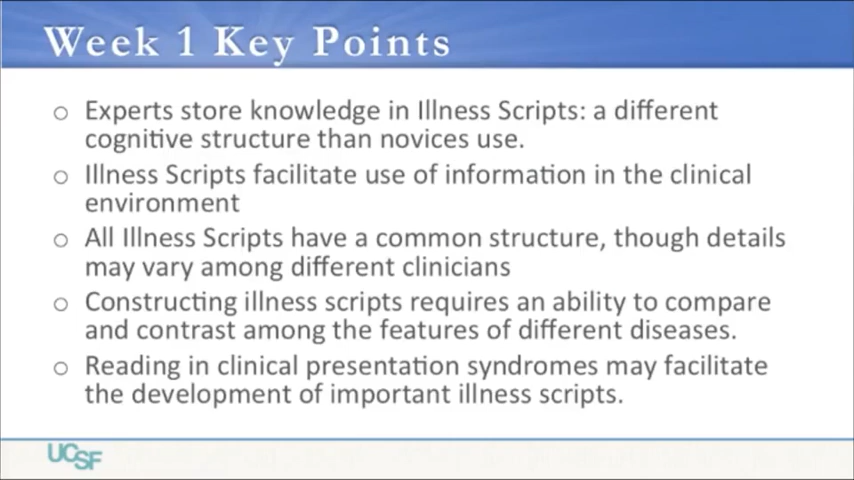 Week 1 Key Points
○ Experts store knowledge in Illness Scripts: a different
cognitive structure than novices use.
○ Illness Scripts facilitate use of information in the clinical
environment
○ All Illness Scripts have a common structure, though details
may vary among different clinicians
○ Constructing illness scripts requires an ability to compare
and contrast among the features of different diseases.
○ Reading in clinical presentation syndromes may facilitate
the development of important illness scripts.
UCSF